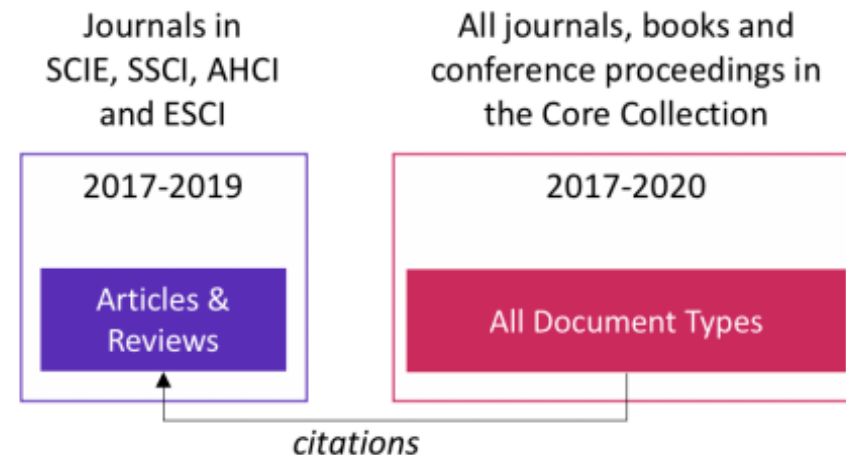 Journals in
SCIE, SSCI, AHCI
and ESCI
2017-2019
Articles &
Reviews
All journals, books and
conference proceedings in
the Core Collection
2017-2020
All Document Types
citations